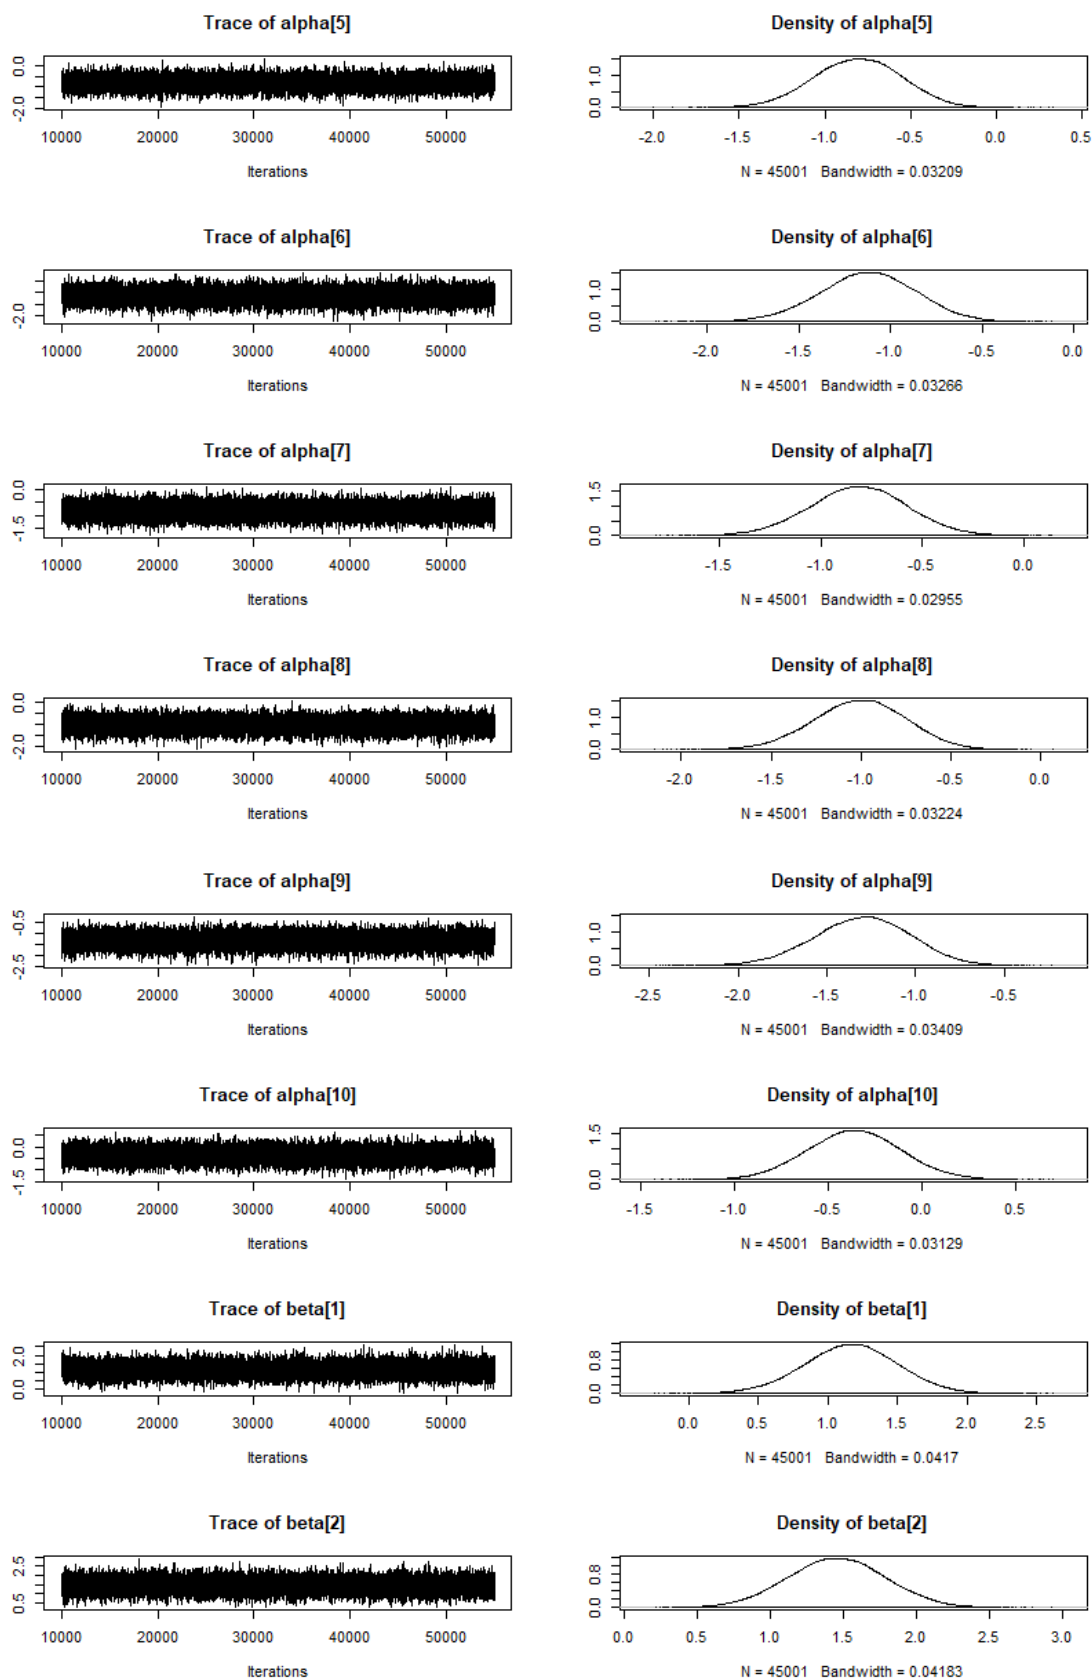 Trace of alpha[5]
0.0
-2.0
10000 20000 30000 40000 50000
Iterations
Density of alpha[5]
1.0
0.0
-2.0 -1.5 -1.0 -0.5 0.0 0.5
N = 45001 Bandwidth = 0.03209
Trace of alpha[6]
-2.0
10000 20000 30000 40000 50000
Iterations
Density of alpha[6]
1.0
0.0
-2.0 -1.5 -1.0 -0.5 0.0
N = 45001 Bandwidth = 0.03266
Trace of alpha[7]
0.0
-1.5
10000 20000 30000 40000 50000
Iterations
Density of alpha[7]
1.5
0.0
-1.5 -1.0 -0.5 0.0
N = 45001 Bandwidth = 0.02955
Trace of alpha[8]
0.0
-2.0
10000 20000 30000 40000 50000
Iterations
Density of alpha[8]
1.0
0.0
-2.0 -1.5 -1.0 -0.5 0.0
N = 45001 Bandwidth = 0.03224
Trace of alpha[9]
-0.5
-2.5
10000 20000 30000 40000 50000
Iterations
Density of alpha[9]
1.0
0.0
-2.5 -2.0 -1.5 -1.0 -0.5
N = 45001 Bandwidth = 0.03409
Trace of alpha[10]
0.0
-1.5
10000 20000 30000 40000 50000
Iterations
Density of alpha[10]
1.5
0.0
-1.5 -1.0 -0.5 0.0 0.5
N = 45001 Bandwidth = 0.03129
Trace of beta[1]
2.0
0.0
10000 20000 30000 40000 50000
Iterations
Density of beta[1]
0.8
0.0
0.0 0.5 1.0 1.5 2.0 2.5
N = 45001 Bandwidth = 0.0417
Trace of beta[2]
2.5
0.5
10000 20000 30000 40000 50000
Iterations
Density of beta[2]
0.8
0.0
0.0 0.5 1.0 1.5 2.0 2.5 3.0
N = 45001 Bandwidth = 0.04183